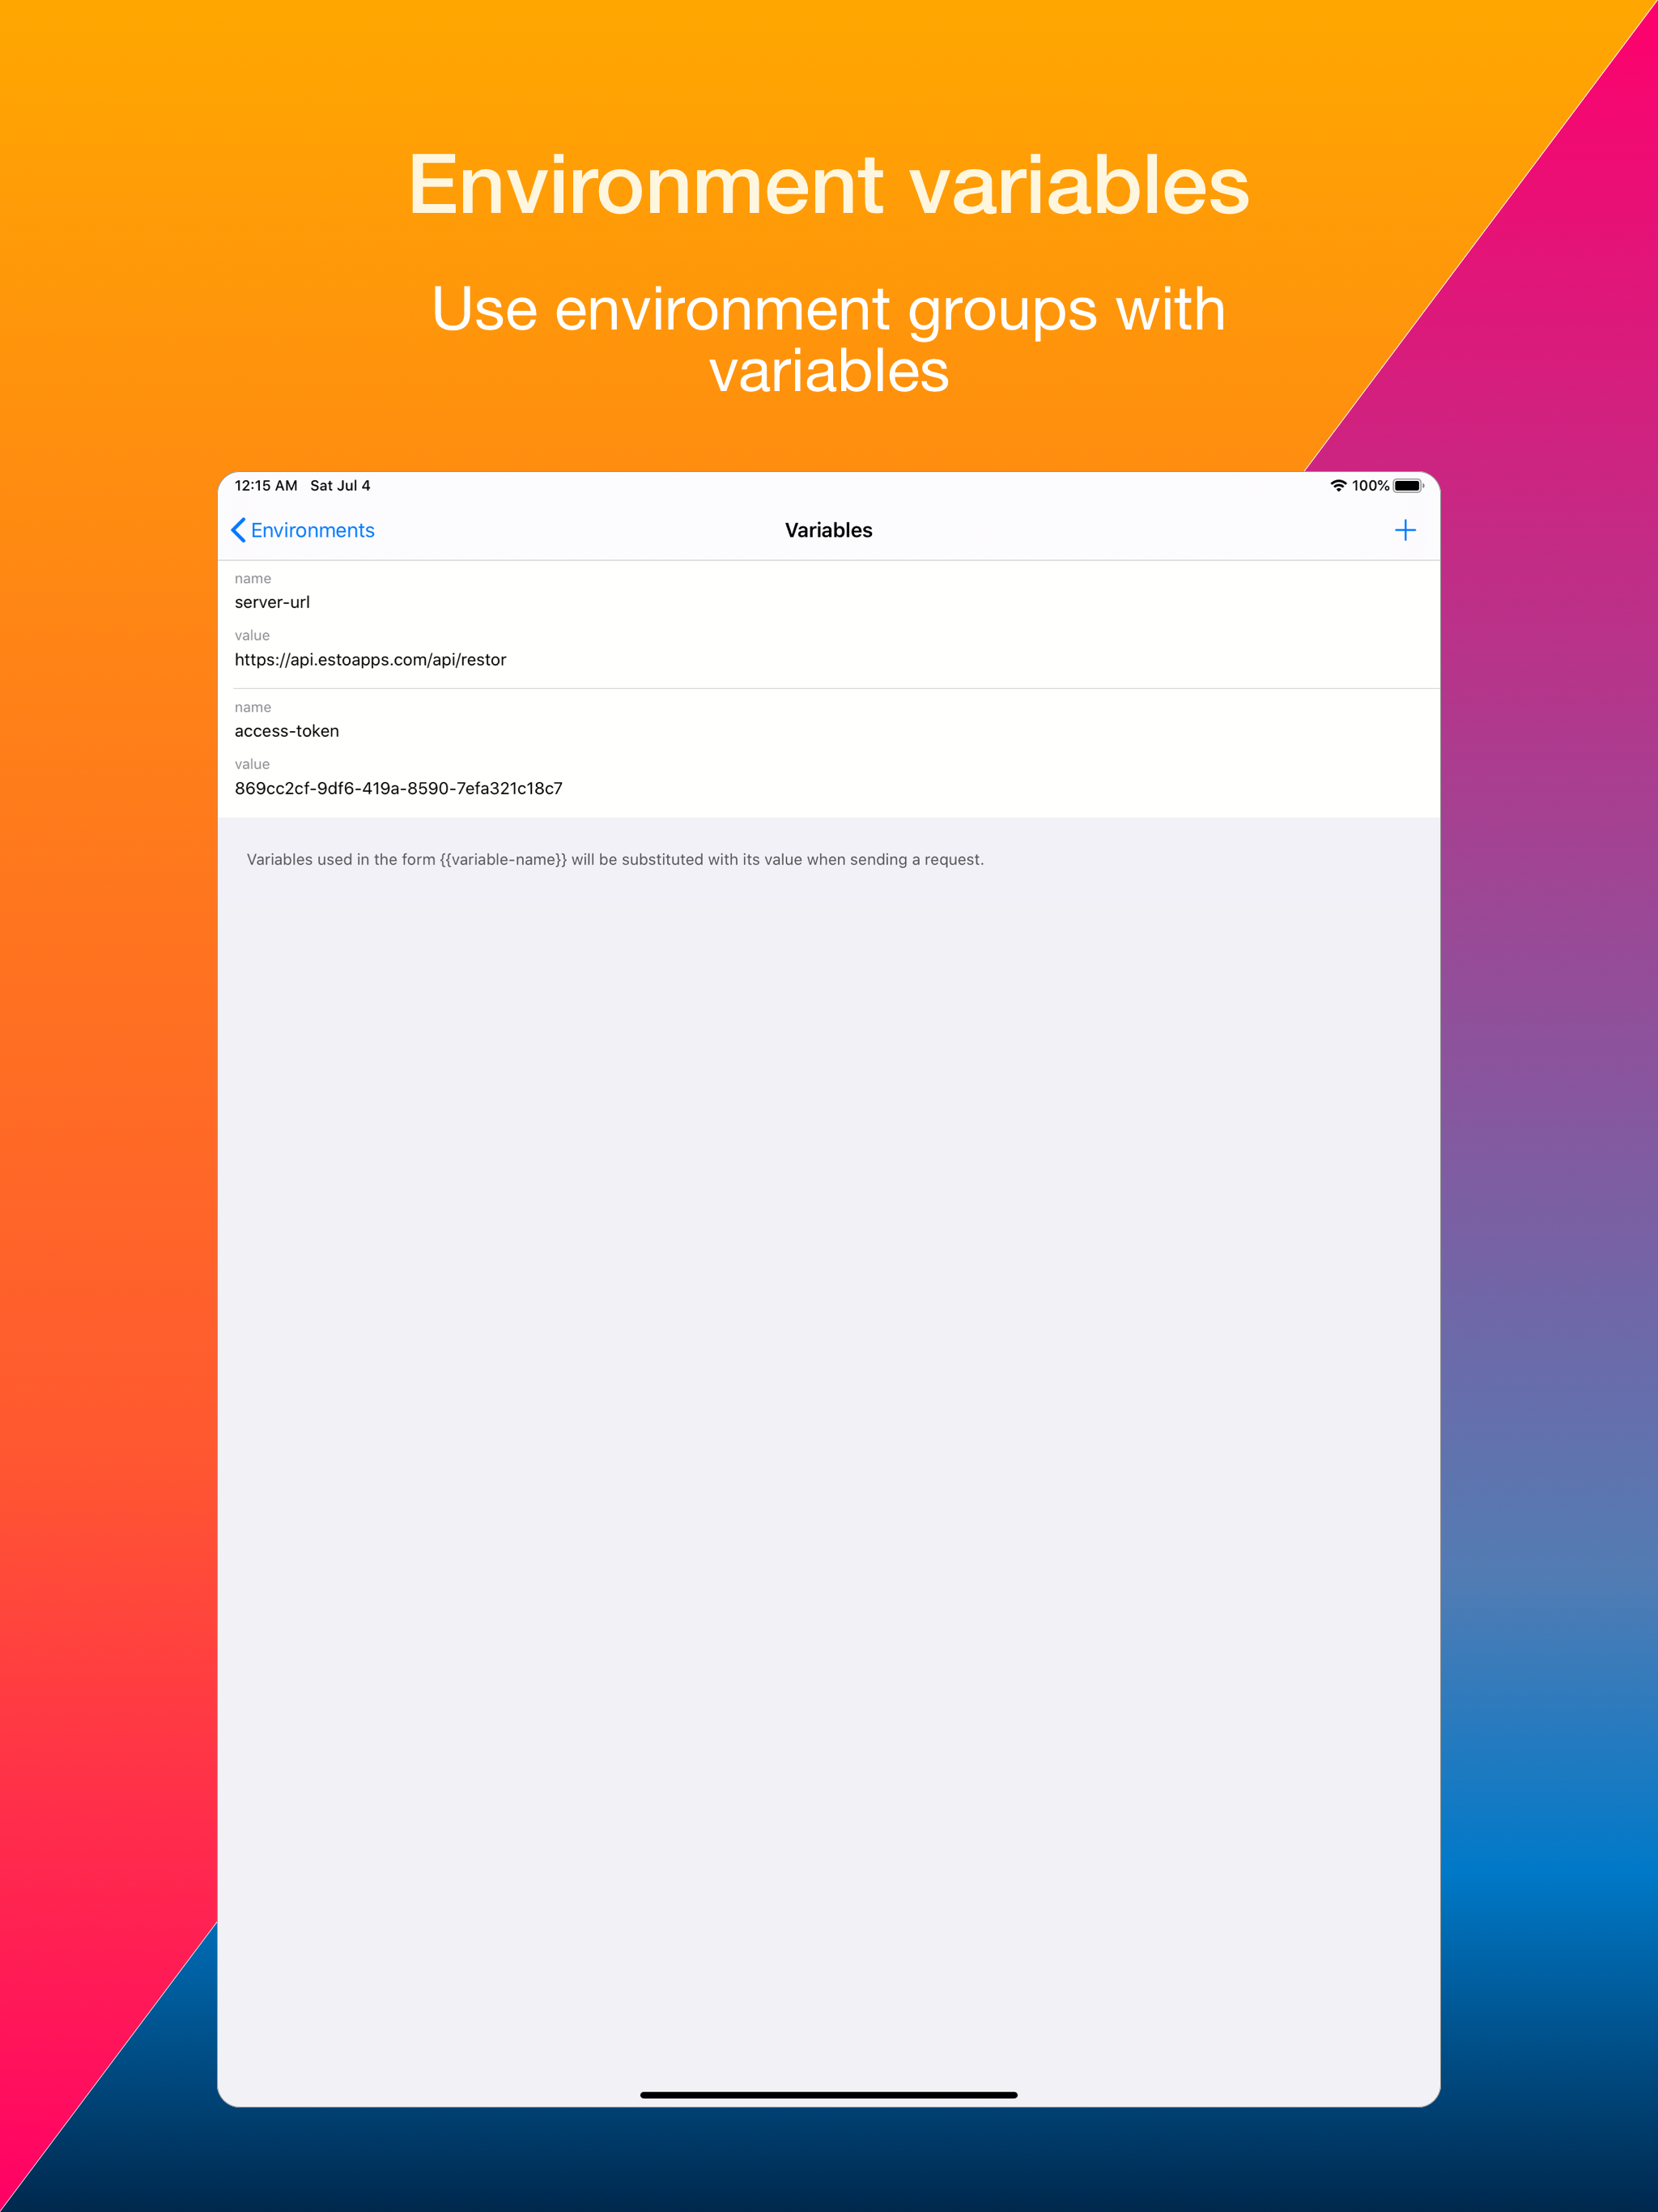 Environment variables
Use environment groups with
variables
12:15 AM Sat Jul 4
100%
Environments
Variables
name
server-url
value
https://api.estoapps.com/api/restor
name
access-token
value
869cc2cf-9df6-419a-8590-7efa321c18c7
Variables used in the form {{variable-name}} will be substituted with its value when sending a request.